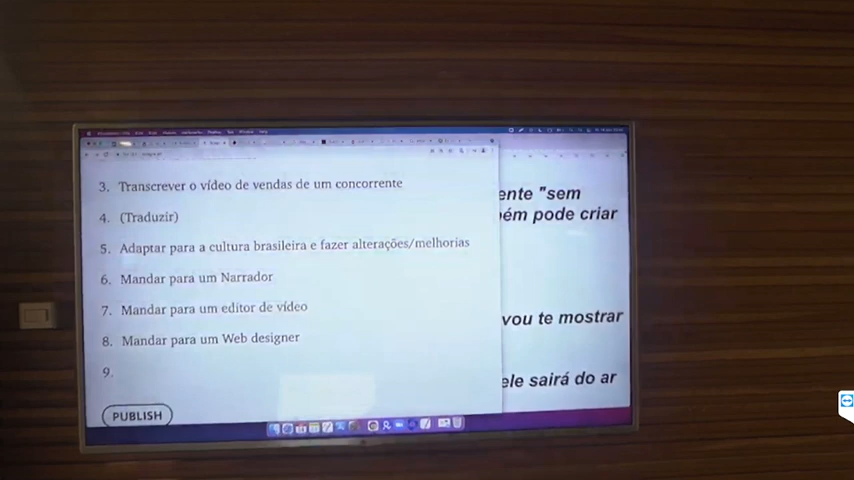 3. Transcrever o vídeo de vendas de um concorrente
4. (Traduzir)
5. Adaptar para a cultura brasileira e fazer alterações/melhorias
6. Mandar para um Narrador
7. Mandar para um editor de vídeo
8. Mandar para um Web designer
9.
PUBLISH
ente "sem
ém pode criar
vou te mostrar
ele sairá do ar